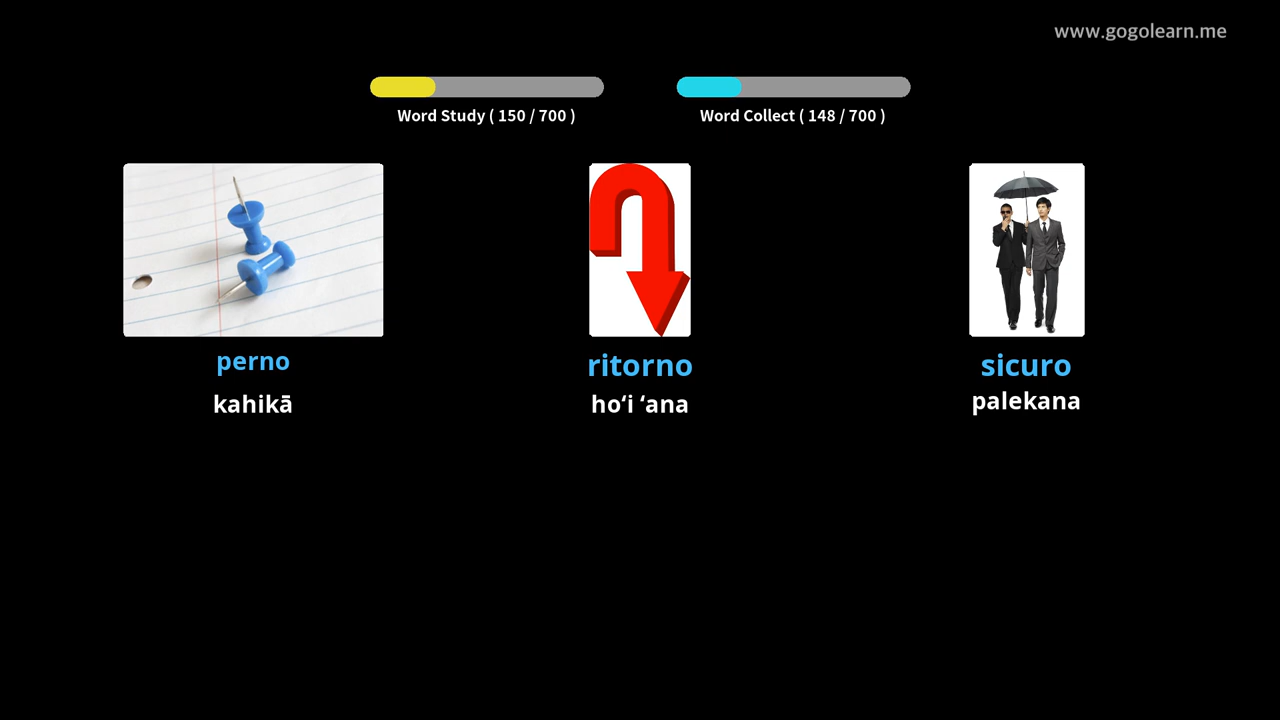 www.gogolearn.me
Word Study ( 150 / 700 )
Word Collect ( 148 / 700 )
perno
kahikā
ritorno
hoʻi ʻana
sicuro
palekana